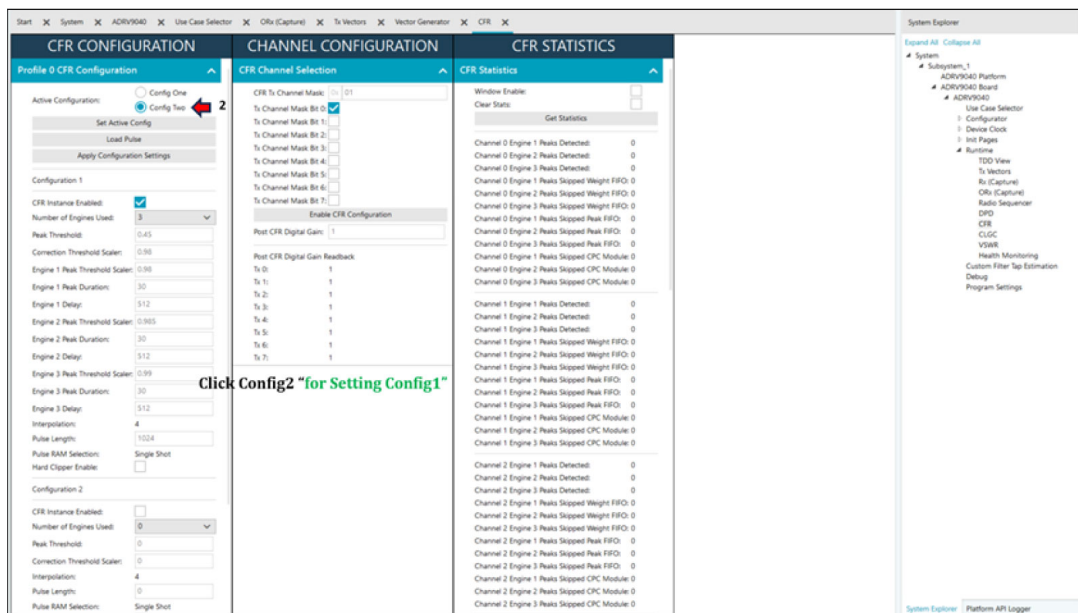 Start
System
ADRV9040
Use Case Selector
ORx (Capture)
Tx Vectors
Vector Generator
CFR
CFR CONFIGURATION
Profile 0 CFR Configuration
Active Configuration:
Config One
Config Two
2
Set Active Config
Load Pulse
Apply Configuration Settings
Configuration 1
CFR Instance Enabled:
Number of Engines Used: 3
Peak Threshold: 0.45
Correction Threshold Scaler: 0.98
Engine 1 Peak Threshold Scaler: 0.98
Engine 1 Peak Duration: 30
Engine 1 Delay: 512
Engine 2 Peak Threshold Scaler: 0.985
Engine 2 Peak Duration: 30
Engine 2 Delay: 512
Engine 3 Peak Threshold Scaler: 0.99
Engine 3 Peak Duration: 30
Engine 3 Delay: 512
Interpolation: 4
Pulse Length: 1024
Pulse RAM Selection: Single Shot
Hard Clipper Enable:
Configuration 2
CFR Instance Enabled:
Number of Engines Used: 0
Peak Threshold: 0
Correction Threshold Scaler: 0
Interpolation: 4
Pulse Length: 0
Pulse RAM Selection: Single Shot
CHANNEL CONFIGURATION
CFR Channel Selection
CFR Tx Channel Mask: 0x 01
Tx Channel Mask Bit 0:
Tx Channel Mask Bit 1:
Tx Channel Mask Bit 2:
Tx Channel Mask Bit 3:
Tx Channel Mask Bit 4:
Tx Channel Mask Bit 5:
Tx Channel Mask Bit 6:
Tx Channel Mask Bit 7:
Enable CFR Configuration
Post CFR Digital Gain: 1
Post CFR Digital Gain Readback
Tx 0: 1
Tx 1: 1
Tx 2: 1
Tx 3: 1
Tx 4: 1
Tx 5: 1
Tx 6: 1
Tx 7: 1
Click Config2 “for Setting Config1”
CFR STATISTICS
CFR Statistics
Window Enable:
Clear Stats:
Get Statistics
Channel 0 Engine 1 Peaks Detected: 0
Channel 0 Engine 2 Peaks Detected: 0
Channel 0 Engine 3 Peaks Detected: 0
Channel 0 Engine 1 Peaks Skipped Weight FIFO: 0
Channel 0 Engine 2 Peaks Skipped Weight FIFO: 0
Channel 0 Engine 3 Peaks Skipped Weight FIFO: 0
Channel 0 Engine 1 Peaks Skipped Peak FIFO: 0
Channel 0 Engine 2 Peaks Skipped Peak FIFO: 0
Channel 0 Engine 3 Peaks Skipped Peak FIFO: 0
Channel 0 Engine 1 Peaks Skipped CPC Module: 0
Channel 0 Engine 2 Peaks Skipped CPC Module: 0
Channel 0 Engine 3 Peaks Skipped CPC Module: 0
Channel 1 Engine 1 Peaks Detected: 0
Channel 1 Engine 2 Peaks Detected: 0
Channel 1 Engine 3 Peaks Detected: 0
Channel 1 Engine 1 Peaks Skipped Weight FIFO: 0
Channel 1 Engine 2 Peaks Skipped Weight FIFO: 0
Channel 1 Engine 3 Peaks Skipped Weight FIFO: 0
Channel 1 Engine 1 Peaks Skipped Peak FIFO: 0
Channel 1 Engine 2 Peaks Skipped Peak FIFO: 0
Channel 1 Engine 3 Peaks Skipped Peak FIFO: 0
Channel 1 Engine 1 Peaks Skipped CPC Module: 0
Channel 1 Engine 2 Peaks Skipped CPC Module: 0
Channel 1 Engine 3 Peaks Skipped CPC Module: 0
Channel 2 Engine 1 Peaks Detected: 0
Channel 2 Engine 2 Peaks Detected: 0
Channel 2 Engine 3 Peaks Detected: 0
Channel 2 Engine 1 Peaks Skipped Weight FIFO: 0
Channel 2 Engine 2 Peaks Skipped Weight FIFO: 0
Channel 2 Engine 3 Peaks Skipped Weight FIFO: 0
Channel 2 Engine 1 Peaks Skipped Peak FIFO: 0
Channel 2 Engine 2 Peaks Skipped Peak FIFO: 0
Channel 2 Engine 3 Peaks Skipped Peak FIFO: 0
Channel 2 Engine 1 Peaks Skipped CPC Module: 0
Channel 2 Engine 2 Peaks Skipped CPC Module: 0
Channel 2 Engine 3 Peaks Skipped CPC Module: 0
System Explorer
Expand All Collapse All
System
Subsystem_1
ADRV9040 Platform
ADRV9040 Board
ADRV9040
Use Case Selector
Configurator
Device Clock
Init Pages
Runtime
TDD View
Tx Vectors
Rx (Capture)
ORx (Capture)
Radio Sequencer
DPD
CFR
CLGC
VSWR
Health Monitoring
Custom Filter Tap Estimation
Debug
Program Settings
System Explorer
Platform API Logger